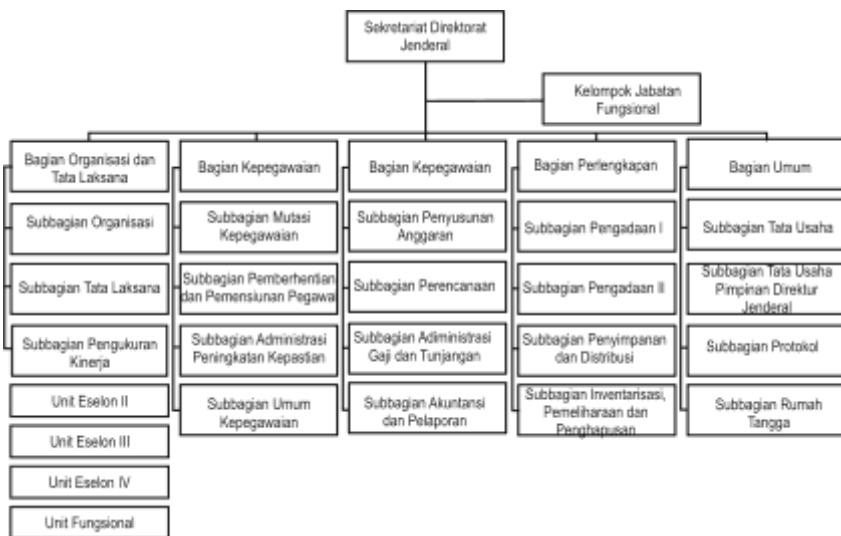 Sekretariat Direktorat
Jenderal
Kelompok Jabatan
Fungsional
Bagian Organisasi dan
Tata Laksana
Bagian Kepegawaian
Bagian Kepegawaian
Bagian Perlengkapan
Bagian Umum
Subbagian Organisasi
Subbagian Mutasi
Kepegawaian
Subbagian Penyusunan
Anggaran
Subbagian Pengadaan I
Subbagian Tata Usaha
Subbagian Tata Laksana
Subbagian Pemberhentian
dan Pemensiunan Pegawai
Subbagian Perencanaan
Subbagian Pengadaan II
Subbagian Tata Usaha
Pimpinan Direktur
Jenderal
Subbagian Pengukuran
Kinerja
Subbagian Administrasi
Peningkatan Kepastian
Subbagian Adiministrasi
Gaji dan Tunjangan
Subbagian Penyimpanan
dan Distribusi
Subbagian Protokol
Unit Eselon II
Subbagian Umum
Kepegawaian
Subbagian Akuntansi
dan Pelaporan
Subbagian Inventarisasi,
Pemeliharaan dan
Penghapusan
Subbagian Rumah
Tangga
Unit Eselon III
Unit Eselon IV
Unit Fungsional